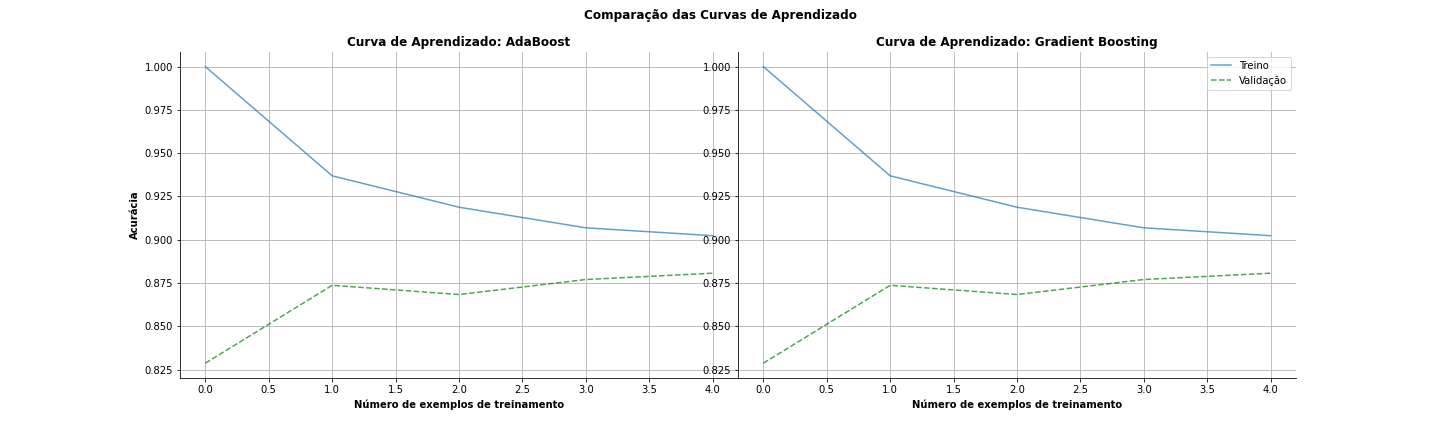 Comparação das Curvas de Aprendizado
Curva de Aprendizado: AdaBoost
1.000
0.975
0.950
0.925
0.900
0.875
0.850
0.825
Acurácia
0.0 0.5 1.0 1.5 2.0 2.5 3.0 3.5 4.0
Número de exemplos de treinamento
Curva de Aprendizado: Gradient Boosting
Treino
Validação
1.000
0.975
0.950
0.925
0.900
0.875
0.850
0.825
0.0 0.5 1.0 1.5 2.0 2.5 3.0 3.5 4.0
Número de exemplos de treinamento